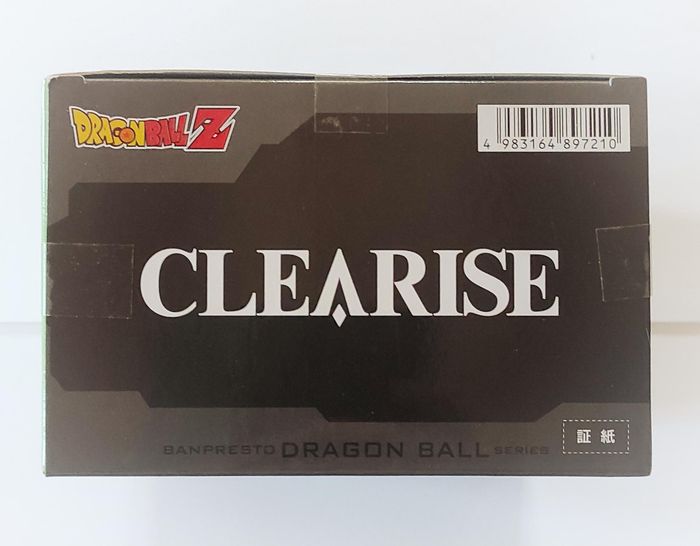 DRAGON BALL Z
4 983164 897210
CLEARISE
証紙
BANPRESTO DRAGON BALL SERIES